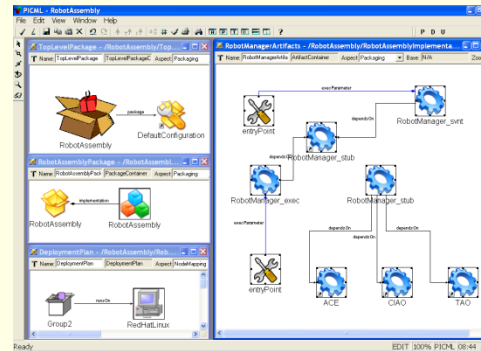 PICML - RobotAssembly
File Edit View Window Help
P D U
TopLevelPackage - /RobotAssembly/Top...
Name: TopLevelPackage TopLevelPackageC Aspect: Packaging
package
RobotAssembly
DefaultConfiguration
RobotAssemblyPackage - /RobotAssembl...
Name: RobotAssemblyPack PackageContainer Aspect: Packaging
implementation
RobotAssembly
RobotAssembly
DeploymentPlan - /RobotAssembly/Rob...
Name: DeploymentPlan DeploymentPlan Aspect: NodeMapping
Group2
RedHatLinux
RobotManagerArtifacts - /RobotAssembly/RobotAssemblyImplementa...
Name: RobotManagerArtifa ArtifactContainer Aspect: Packaging Base: N/A Zoo
execParameter
entryPoint
RobotManager_svnt
dependsOn
RobotManager_stub
dependsOn
RobotManager_exec
RobotManager_stub
execParameter
dependsOn
dependsOn
dependsOn
entryPoint
ACE
CIAO
TAO
Ready
EDIT 100% PICML 08:44